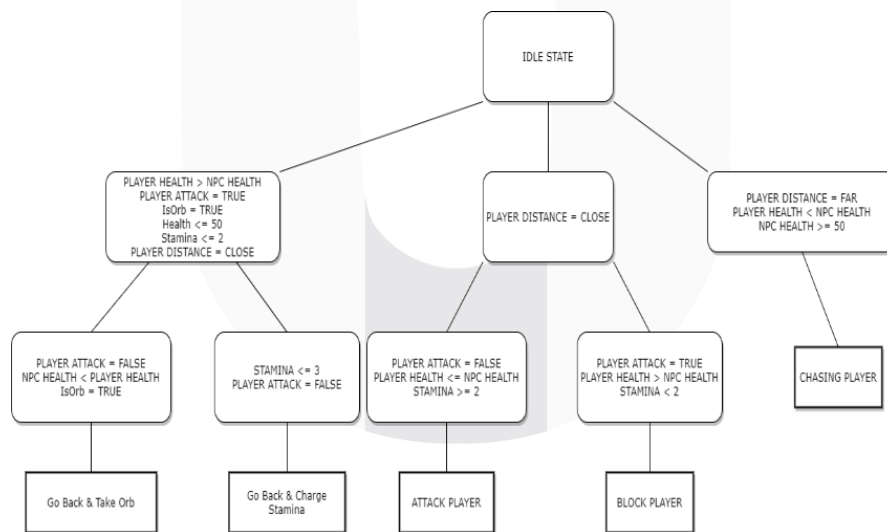 IDLE STATE
PLAYER HEALTH > NPC HEALTH
PLAYER ATTACK = TRUE
IsOrb = TRUE
Health <= 50
Stamina <= 2
PLAYER DISTANCE = CLOSE
PLAYER DISTANCE = CLOSE
PLAYER DISTANCE = FAR
PLAYER HEALTH < NPC HEALTH
NPC HEALTH >= 50
PLAYER ATTACK = FALSE
NPC HEALTH < PLAYER HEALTH
IsOrb = TRUE
STAMINA <= 3
PLAYER ATTACK = FALSE
PLAYER ATTACK = FALSE
PLAYER HEALTH <= NPC HEALTH
STAMINA >= 2
PLAYER ATTACK = TRUE
PLAYER HEALTH > NPC HEALTH
STAMINA < 2
CHASING PLAYER
Go Back & Take Orb
Go Back & Charge
Stamina
ATTACK PLAYER
BLOCK PLAYER